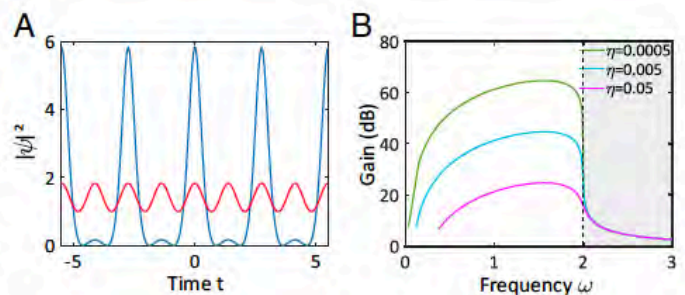 A
B
6
4
2
0
|ψ|²
-5
0
5
Time t
80
60
40
20
0
Gain (dB)
η=0.0005
η=0.005
η=0.05
0
1
2
3
Frequency ω